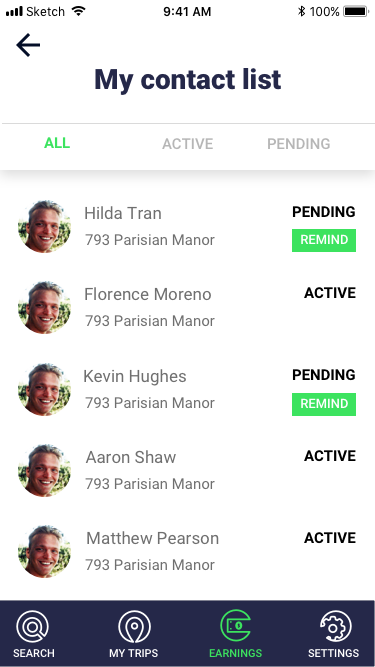 Sketch 9:41 AM 100%
My contact list
ALL ACTIVE PENDING
Hilda Tran PENDING
793 Parisian Manor REMIND
Florence Moreno ACTIVE
793 Parisian Manor
Kevin Hughes PENDING
793 Parisian Manor REMIND
Aaron Shaw ACTIVE
793 Parisian Manor
Matthew Pearson ACTIVE
793 Parisian Manor
SEARCH MY TRIPS EARNINGS SETTINGS